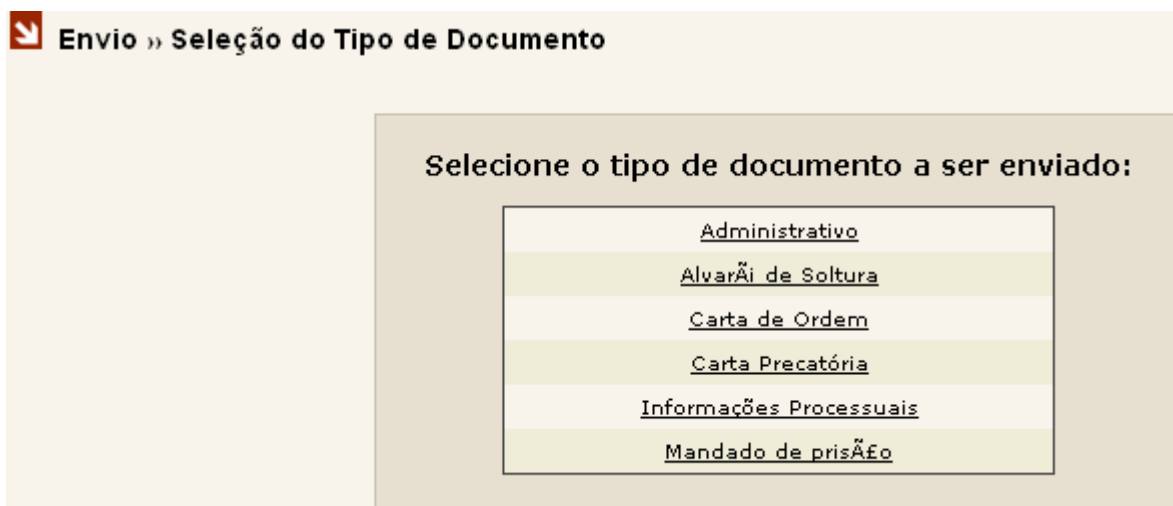 Envio » Seleção do Tipo de Documento
Selecione o tipo de documento a ser enviado:
Administrativo
AlvarÃ¡ de Soltura
Carta de Ordem
Carta Precatória
Informações Processuais
Mandado de prisÃ£o